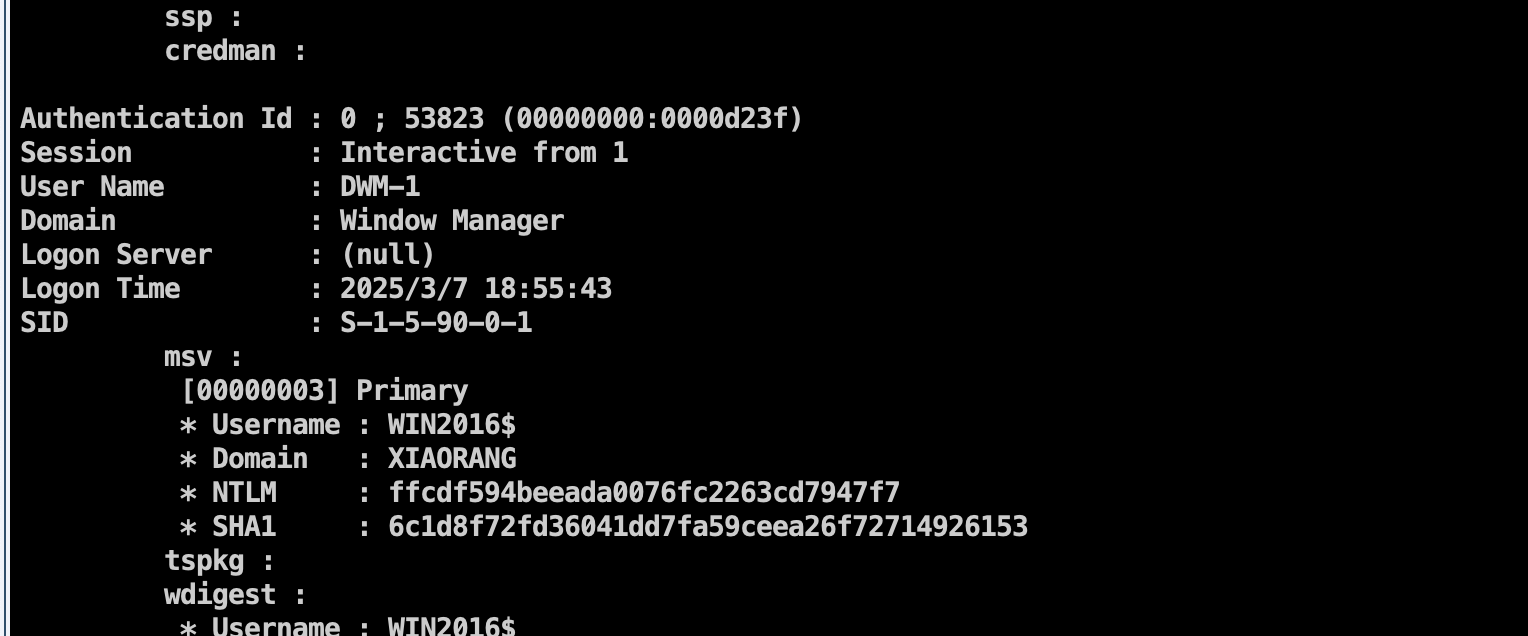 ssp :
credman :
Authentication Id : 0 ; 53823 (00000000:0000d23f)
Session : Interactive from 1
User Name : DWM-1
Domain : Window Manager
Logon Server : (null)
Logon Time : 2025/3/7 18:55:43
SID : S-1-5-90-0-1
msv :
[00000003] Primary
* Username : WIN2016$
* Domain : XIAORANG
* NTLM : ffcdf594beeada0076fc2263cd7947f7
* SHA1 : 6c1d8f72fd36041dd7fa59ceea26f72714926153
tspkg :
wdigest :
* Username : WIN2016$